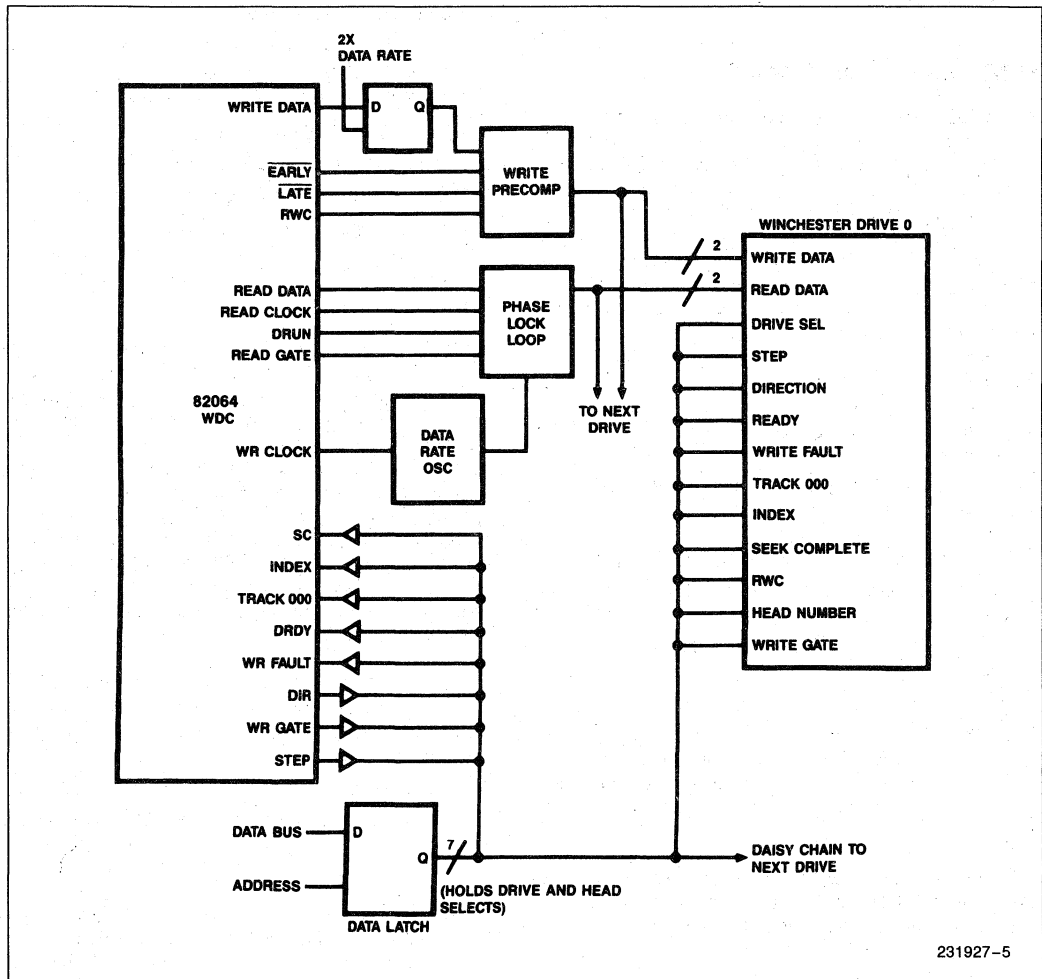 2X
DATA RATE
WRITE DATA
D
Q
EARLY
LATE
RWC
WRITE
PRECOMP
WINCHESTER DRIVE 0
2
WRITE DATA
2
READ DATA
READ DATA
READ CLOCK
DRUN
READ GATE
PHASE
LOCK
LOOP
DRIVE SEL
STEP
DIRECTION
READY
WRITE FAULT
TRACK 000
INDEX
SEEK COMPLETE
RWC
HEAD NUMBER
WRITE GATE
TO NEXT
DRIVE
82064
WDC
WR CLOCK
DATA
RATE
OSC
SC
INDEX
TRACK 000
DRDY
WR FAULT
DIR
WR GATE
STEP
DATA BUS
D
Q
7
ADDRESS
(HOLDS DRIVE AND HEAD
SELECTS)
DATA LATCH
DAISY CHAIN TO
NEXT DRIVE
231927-5